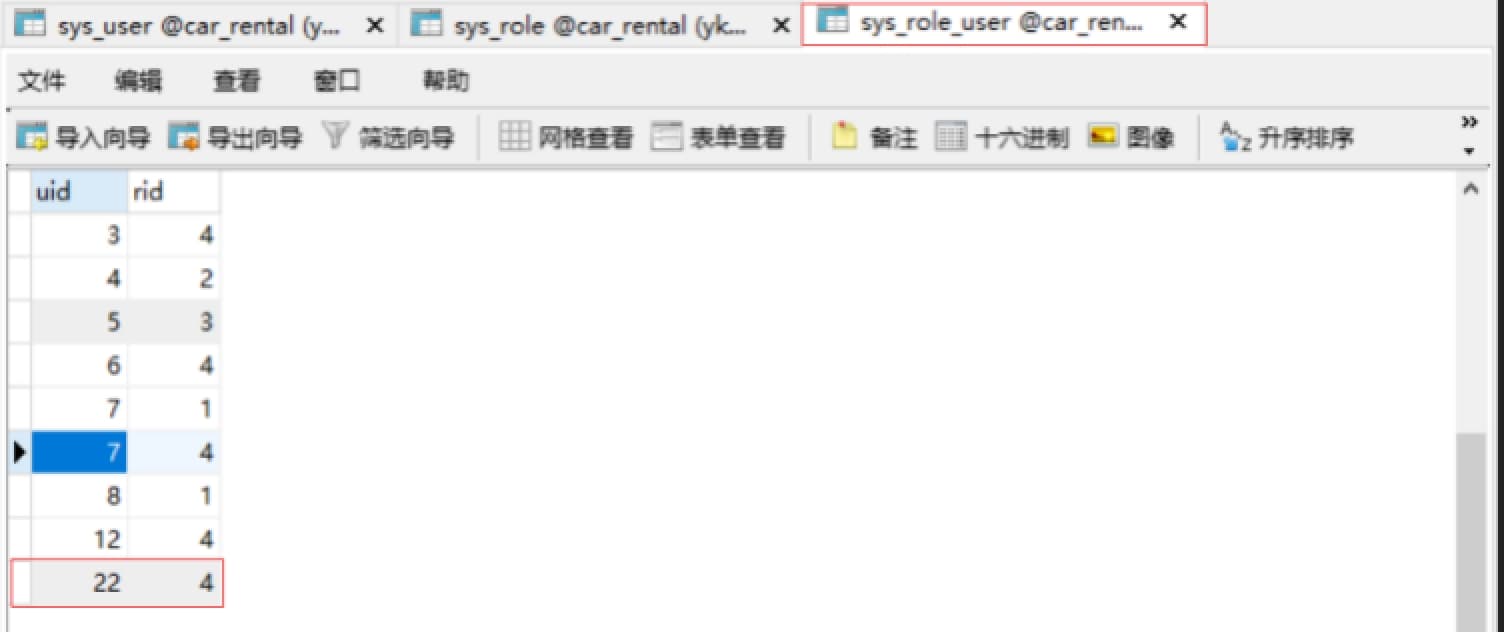 sys_user @car_rental (y... sys_role @car_rental (yk... sys_role_user @car_ren...
文件 编辑 查看 窗口 帮助
导入向导 导出向导 筛选向导 网格查看 表单查看 备注 十六进制 图像 升序排序
uid rid
3 4
4 2
5 3
6 4
7 1
7 4
8 1
12 4
22 4